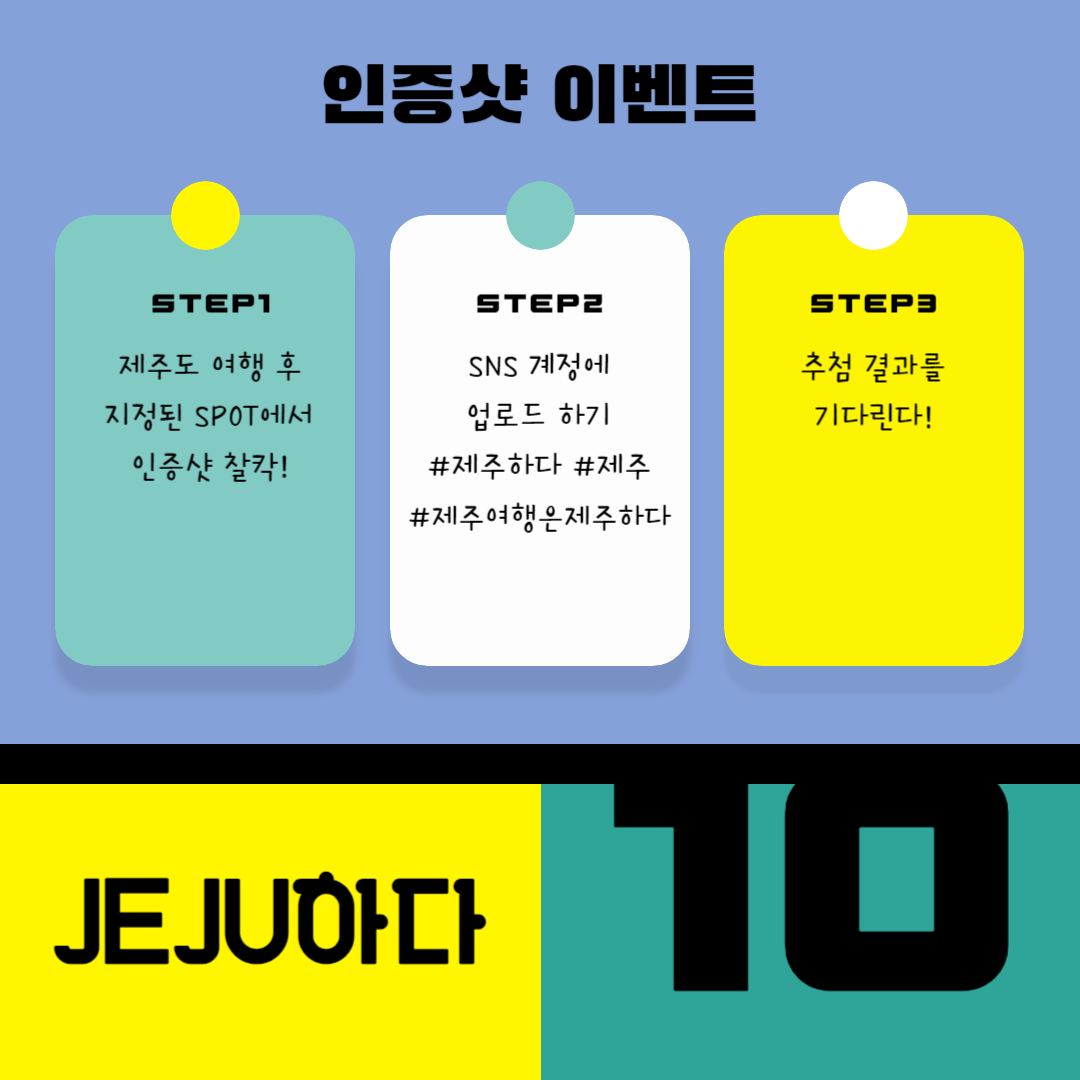 인증샷 이벤트
STEP1
제주도 여행 후
지정된 SPOT에서
인증샷 찰칵!
STEP2
SNS 계정에
업로드 하기
#제주하다 #제주
#제주여행은제주하다
STEP3
추첨 결과를
기다린다!
JEJU하다
10